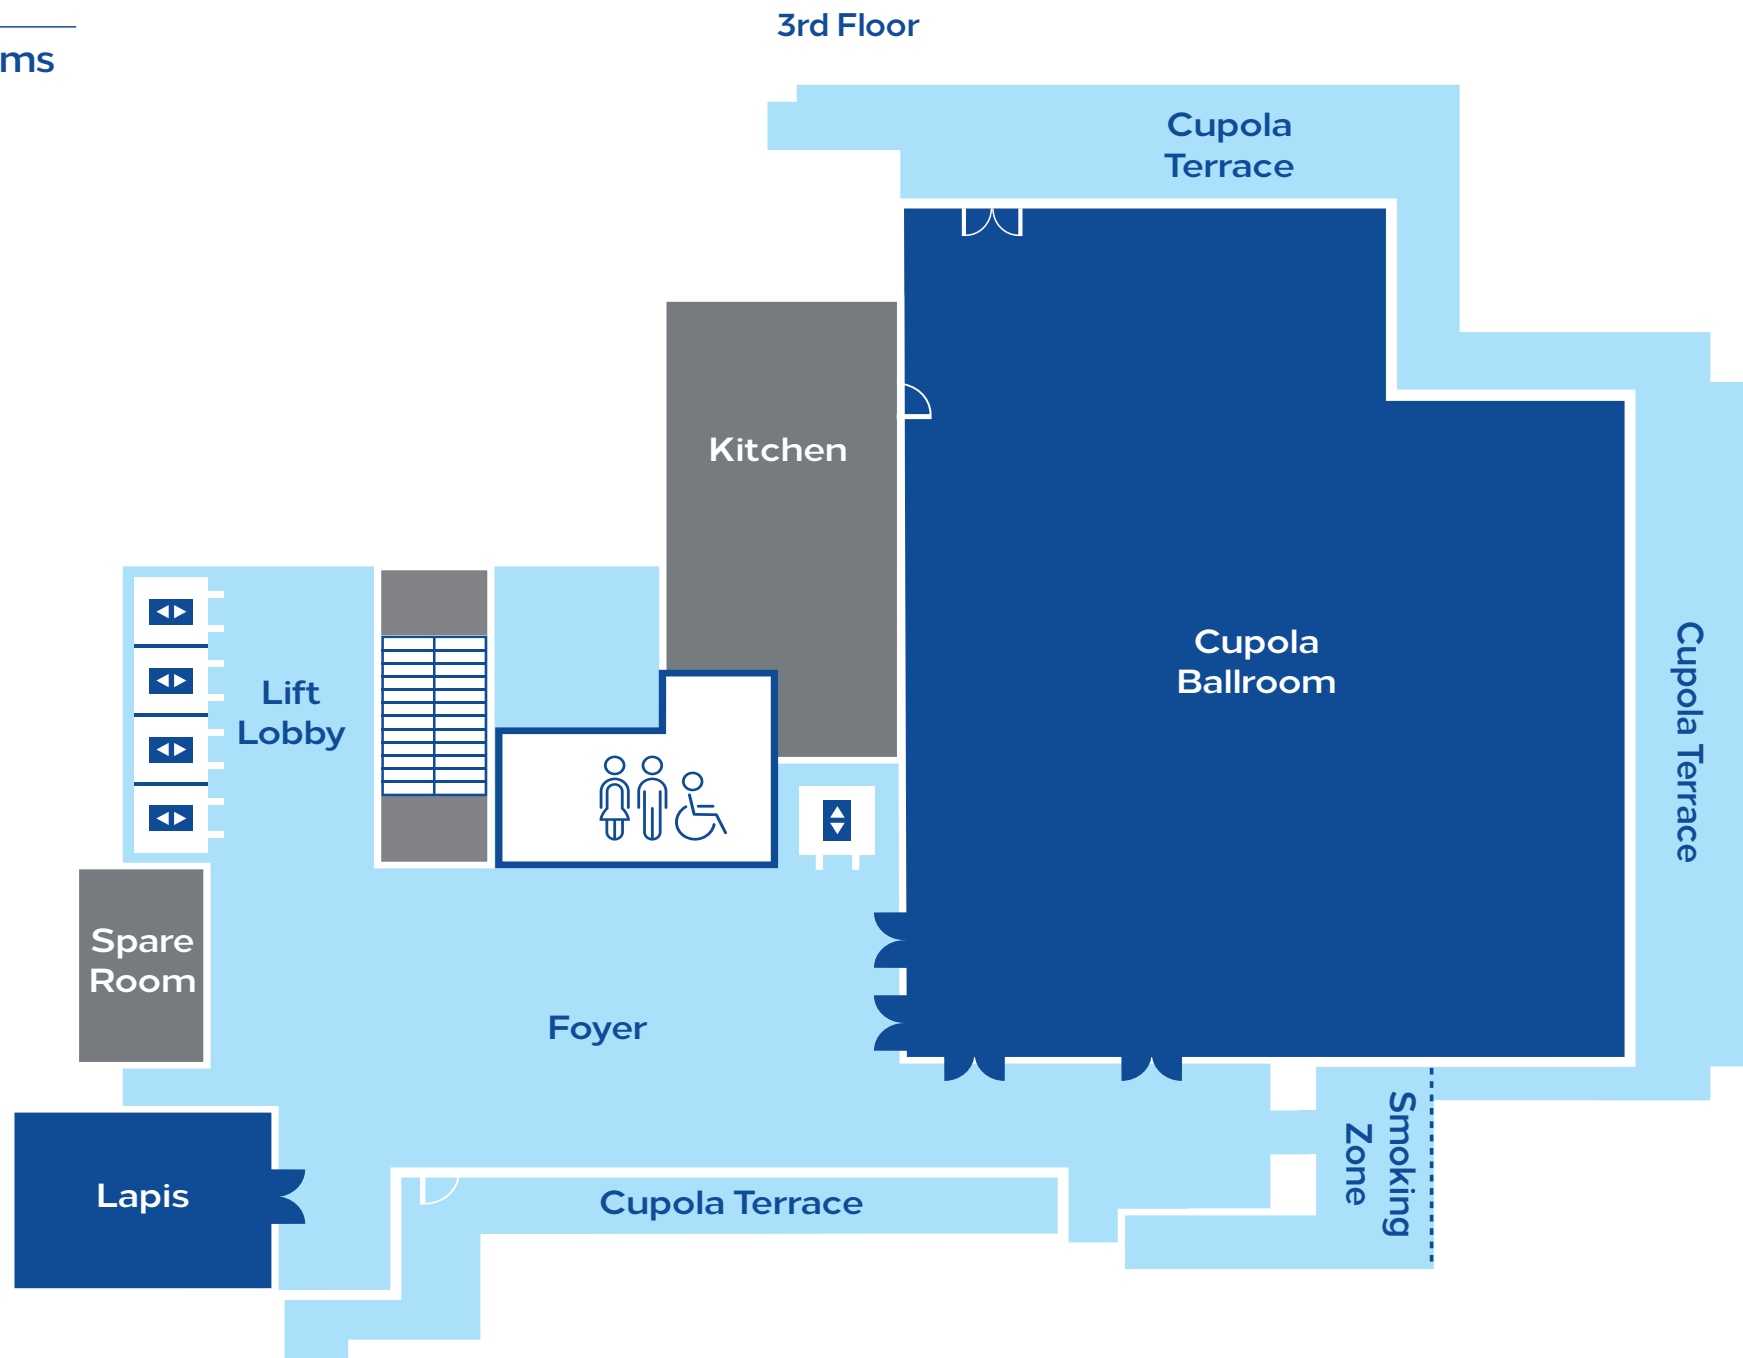 3rd Floor
ms
Cupola
Terrace
Kitchen
Cupola
Ballroom
Cupola Terrace
Lift
Lobby
Spare
Room
Foyer
Smoking
Zone
Lapis
Cupola Terrace